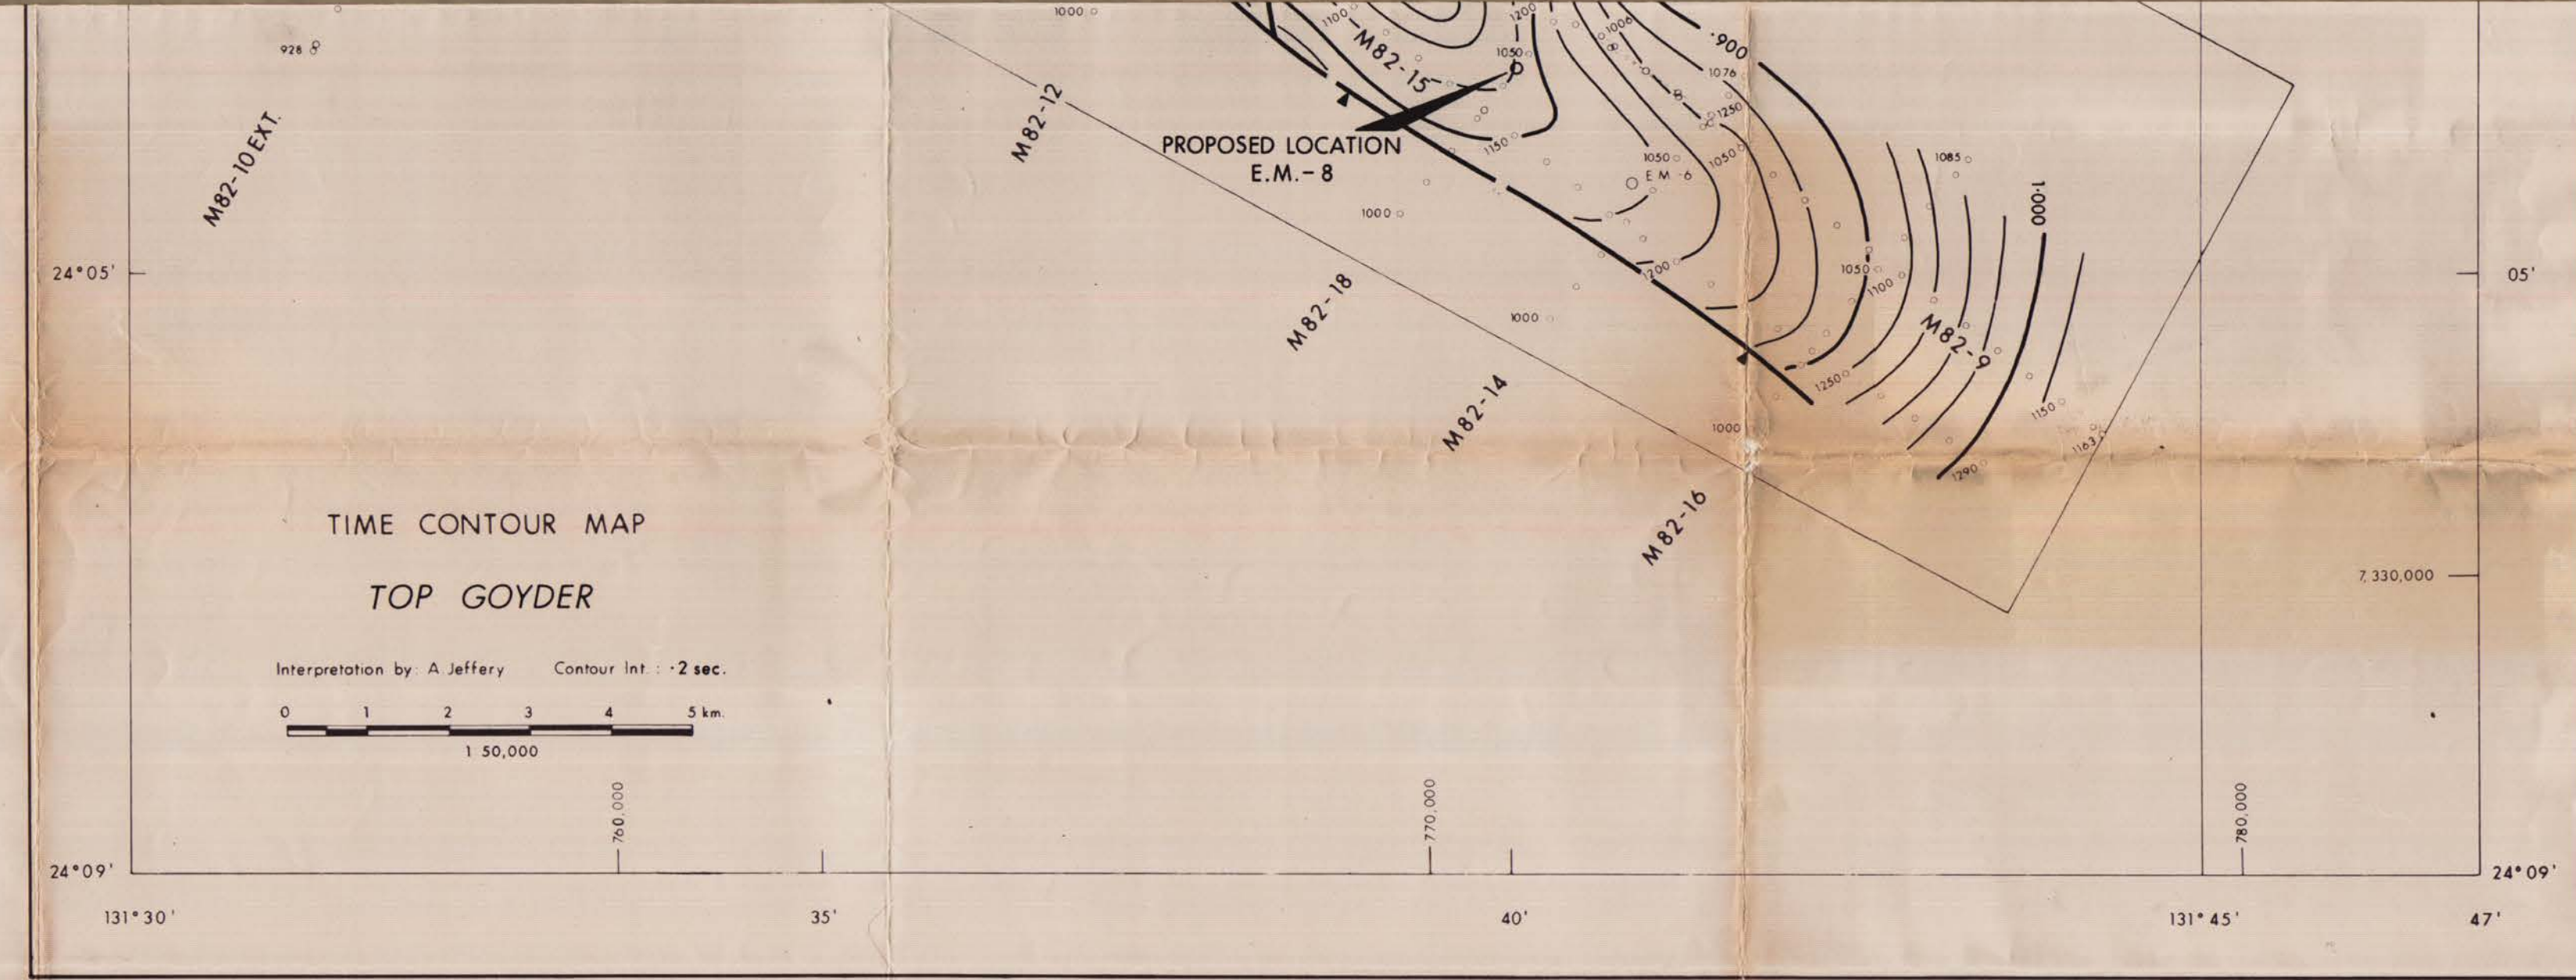 1000
1100
1200
1006
928
M82-15
1050
·900
1076
M82-10 EXT.
M82-12
1250
PROPOSED LOCATION
E.M.-8
1150
1050
1050
1085
E M -6
1000
1·000
24°05'
1200
1050
1100
05'
M82-18
1000
M82-9
1250
M82-14
1150
1000
1163
1290
M82-16
TIME CONTOUR MAP
7,330,000
TOP GOYDER
Interpretation by: A. Jeffery Contour Int. : ·2 sec.
0 1 2 3 4 5 km.
1 50,000
760,000
770,000
780,000
24°09'
24°09'
131°30'
35'
40'
131°45'
47'